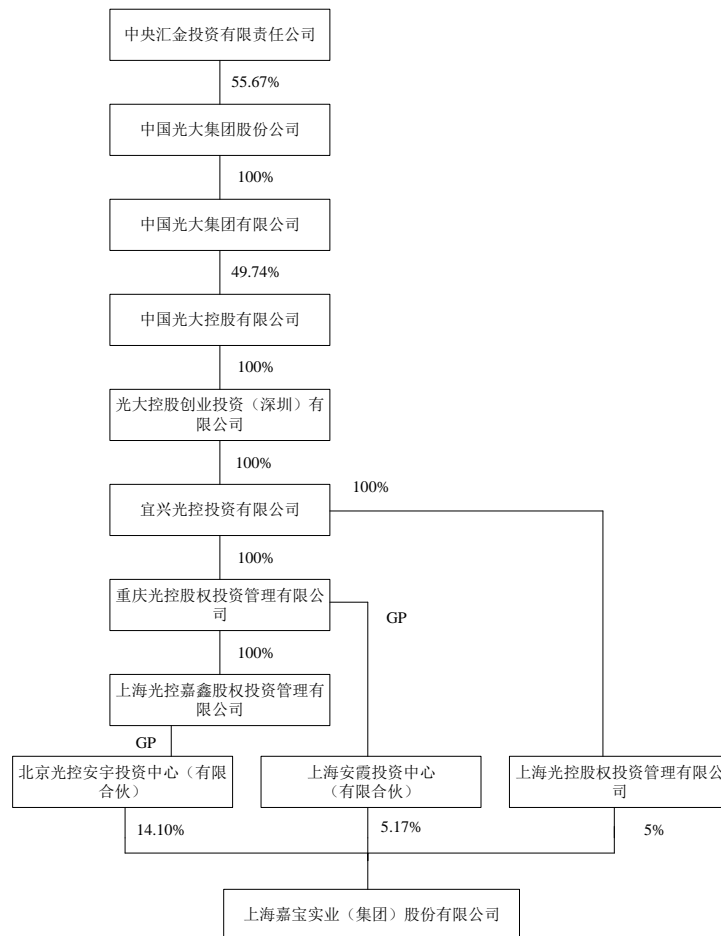 中央汇金投资有限责任公司
55.67%
中国光大集团股份公司
100%
中国光大集团有限公司
49.74%
中国光大控股有限公司
100%
光大控股创业投资（深圳）有
限公司
100%
100%
宜兴光控投资有限公司
100%
重庆光控股权投资管理有限公
司
GP
100%
上海光控嘉鑫股权投资管理有
限公司
GP
北京光控安宇投资中心（有限
合伙）
上海安霞投资中心
（有限合伙）
上海光控股权投资管理有限公
司
14.10%
5.17%
5%
上海嘉宝实业（集团）股份有限公司